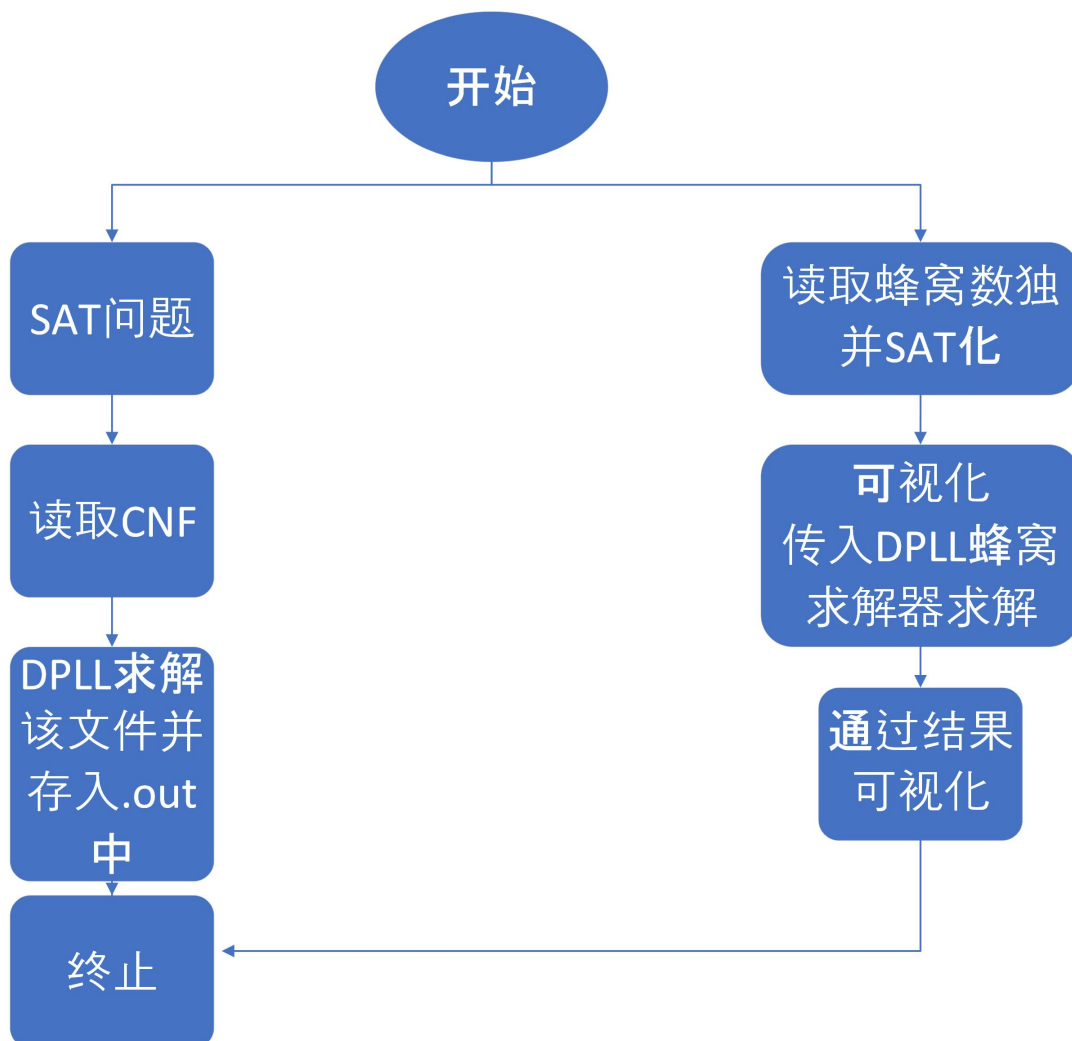 开始
SAT问题
读取CNF
DPLL求解
该文件并
存入.out
中
终止
读取蜂窝数独
并SAT化
可视化
传入DPLL蜂窝
求解器求解
通过结果
可视化